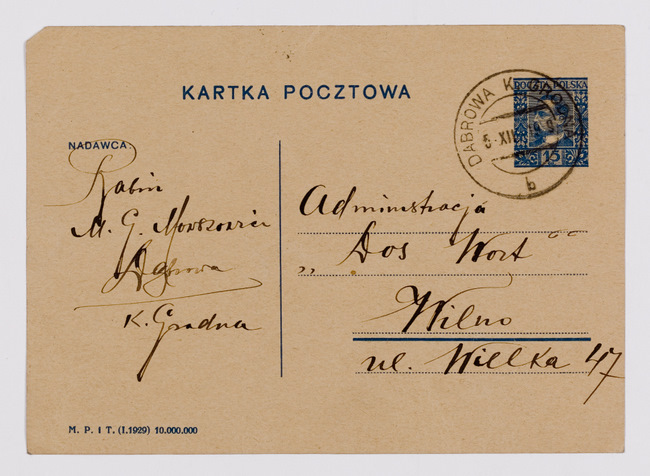 KARTKA POCZTOWA
POCZTA POLSKA
DĄBROWA K. GRODNA
15
b
NADAWCA:
Rabin
M. G. Mowszowicz
Dąbrowa
K. Grodna
Administracja
„Dos Wort"
Wilno
ul. Wielka 47
M. P. i T. (I.1929) 10.000.000